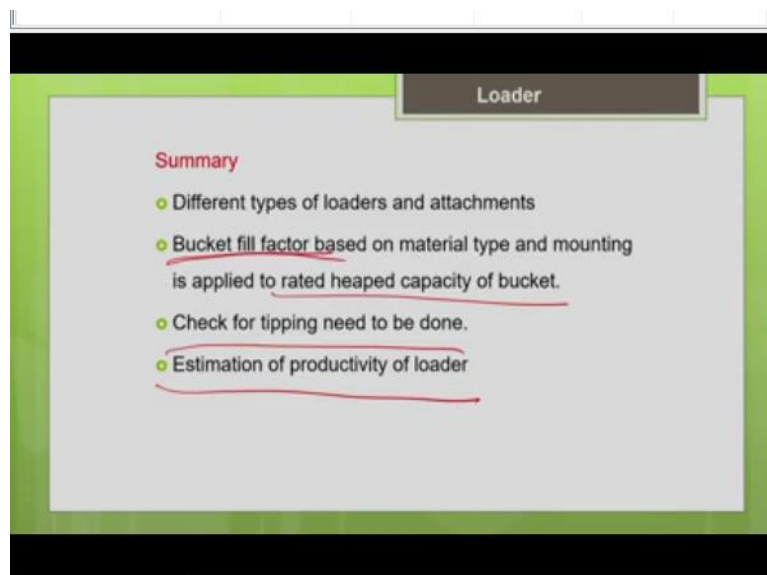 Loader
Summary
Different types of loaders and attachments
Bucket fill factor based on material type and mounting
is applied to rated heaped capacity of bucket.
Check for tipping need to be done.
Estimation of productivity of loader